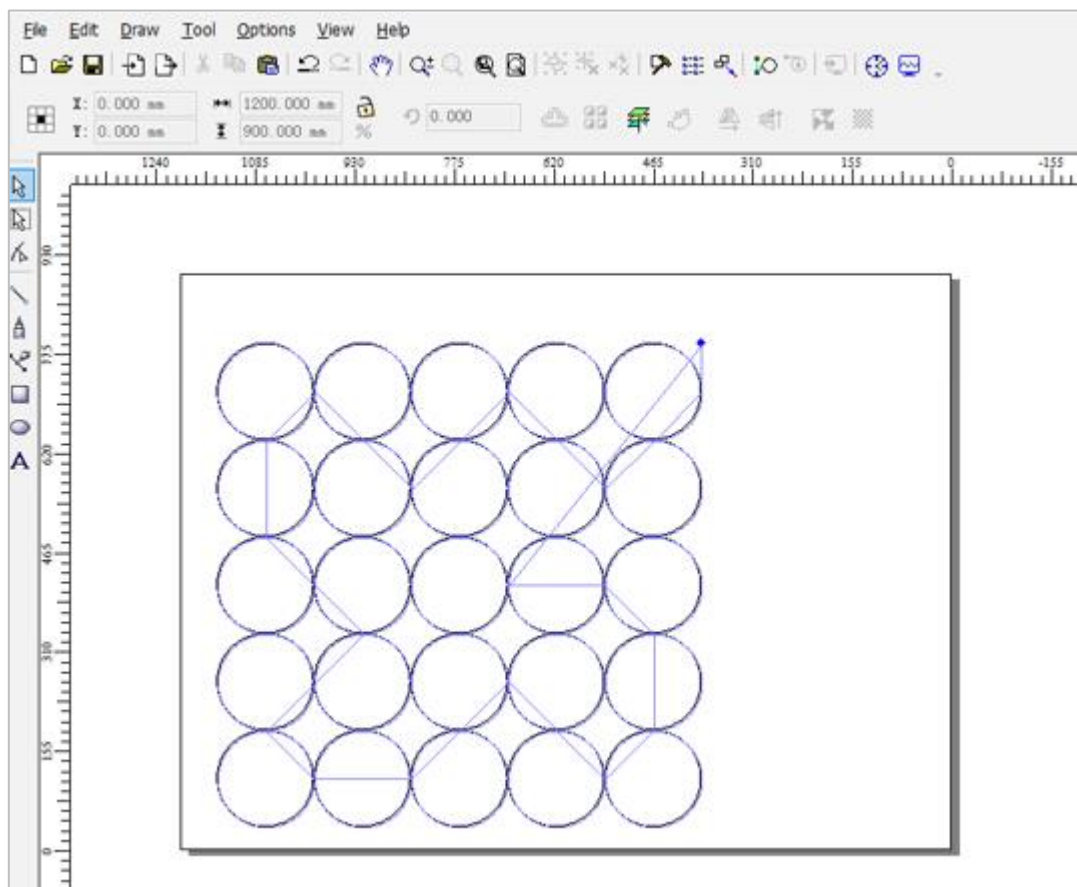 File Edit Draw Tool Options View Help
X: 0.000 mm 1200.000 mm 0.000
Y: 0.000 mm 900.000 mm %
1240 1085 930 775 620 465 310 155 0 -155
930
775
620
465
310
155
0
A